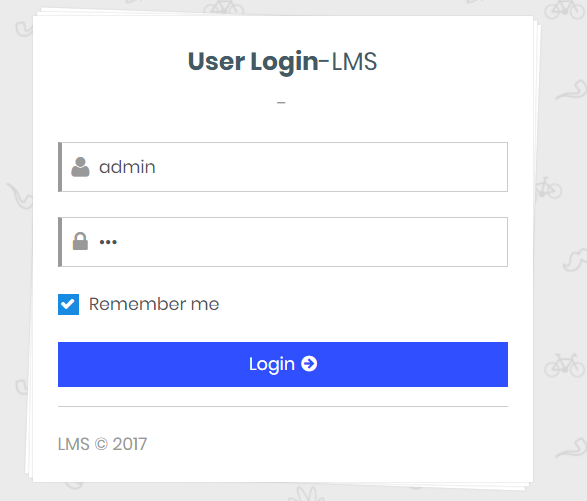 User Login-LMS
–
admin
•••
Remember me
Login
LMS © 2017